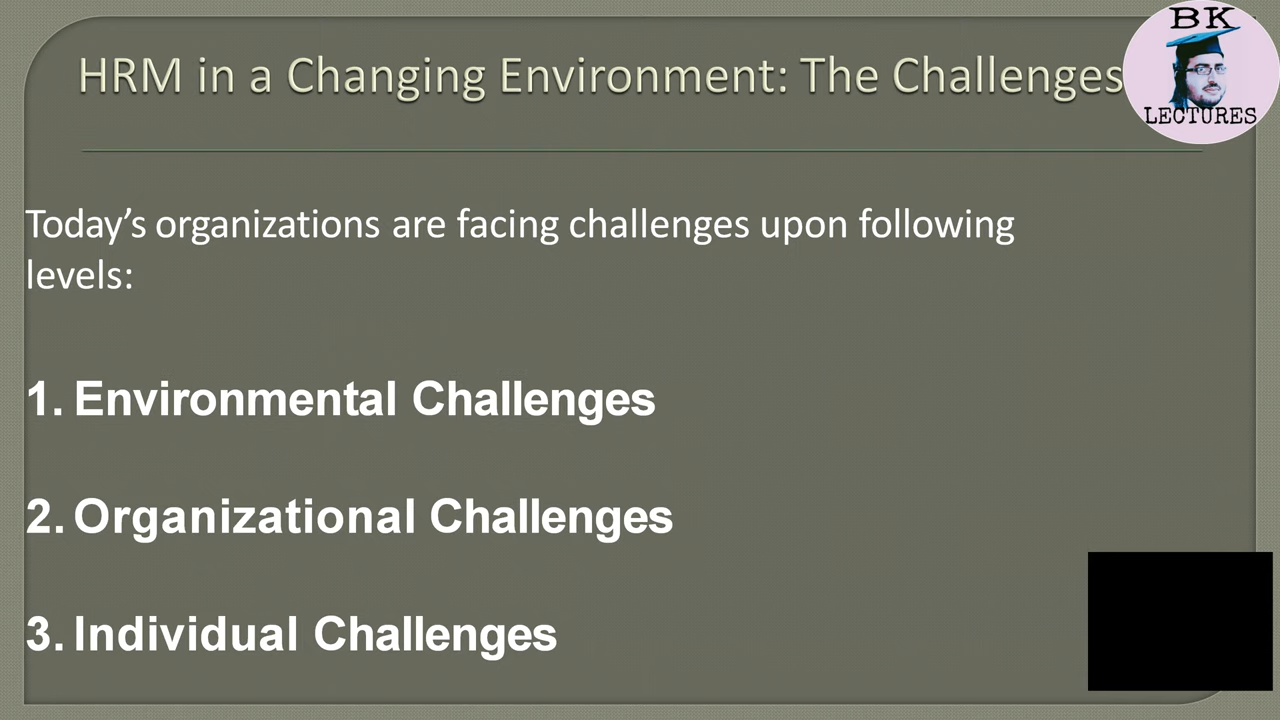 HRM in a Changing Environment: The Challenges
BK
LECTURES
Today’s organizations are facing challenges upon following
levels:
1. Environmental Challenges
2. Organizational Challenges
3. Individual Challenges